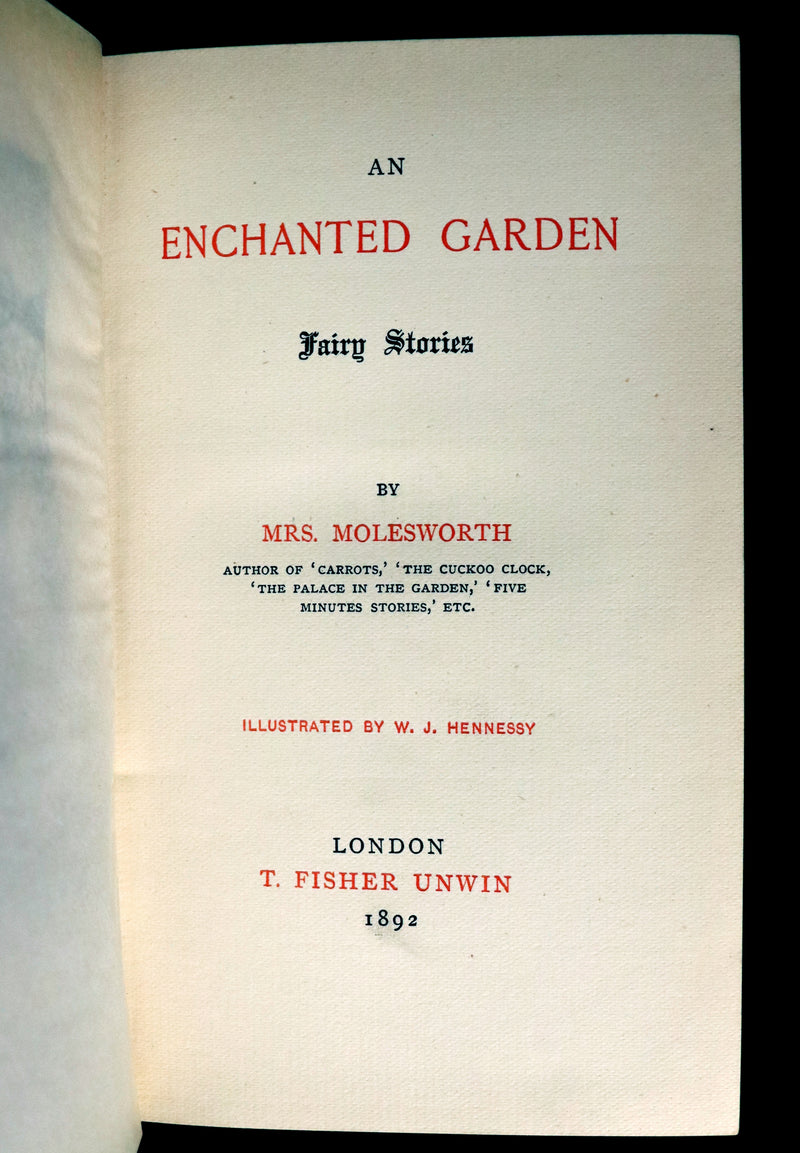 AN
ENCHANTED GARDEN
Fairy Stories
BY
MRS. MOLESWORTH
AUTHOR OF ‘CARROTS,’ ‘THE CUCKOO CLOCK,
‘THE PALACE IN THE GARDEN,’ ‘FIVE
MINUTES STORIES,’ ETC.
ILLUSTRATED BY W. J. HENNESSY
LONDON
T. FISHER UNWIN
1892